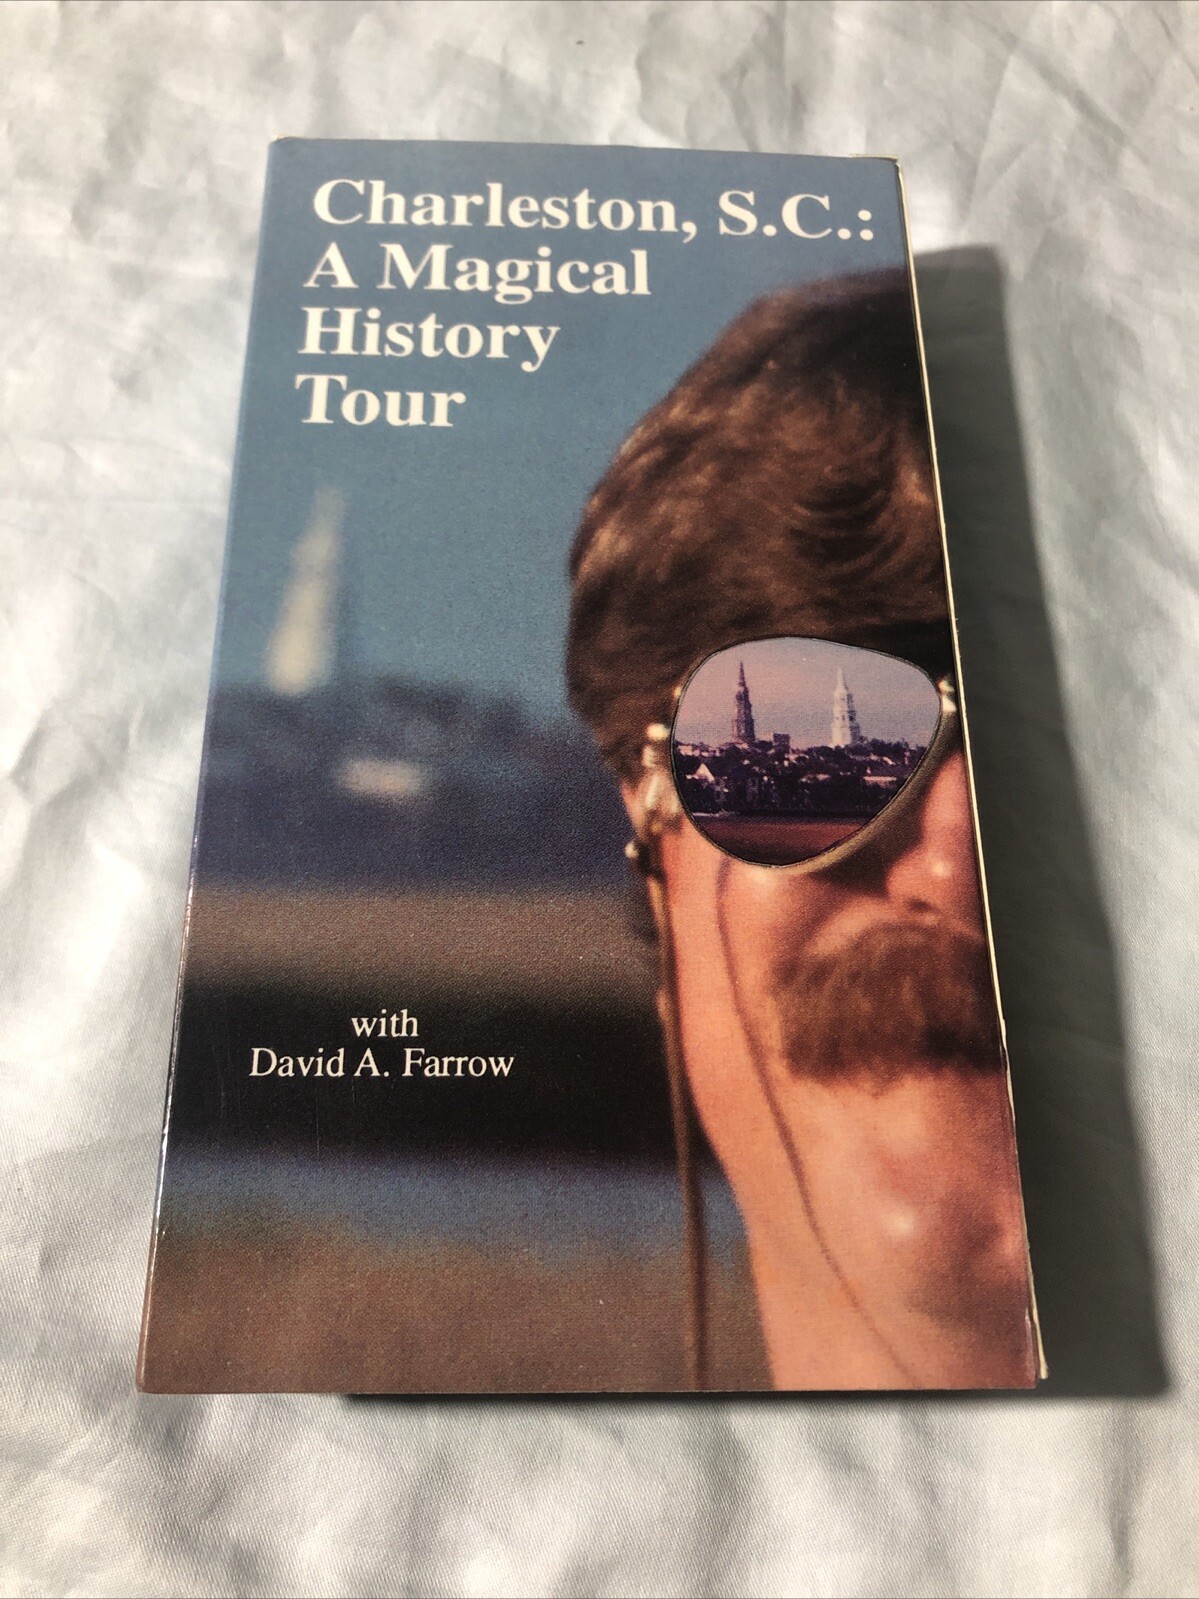 Charleston, S.C.:
A Magical
History
Tour
with
David A. Farrow